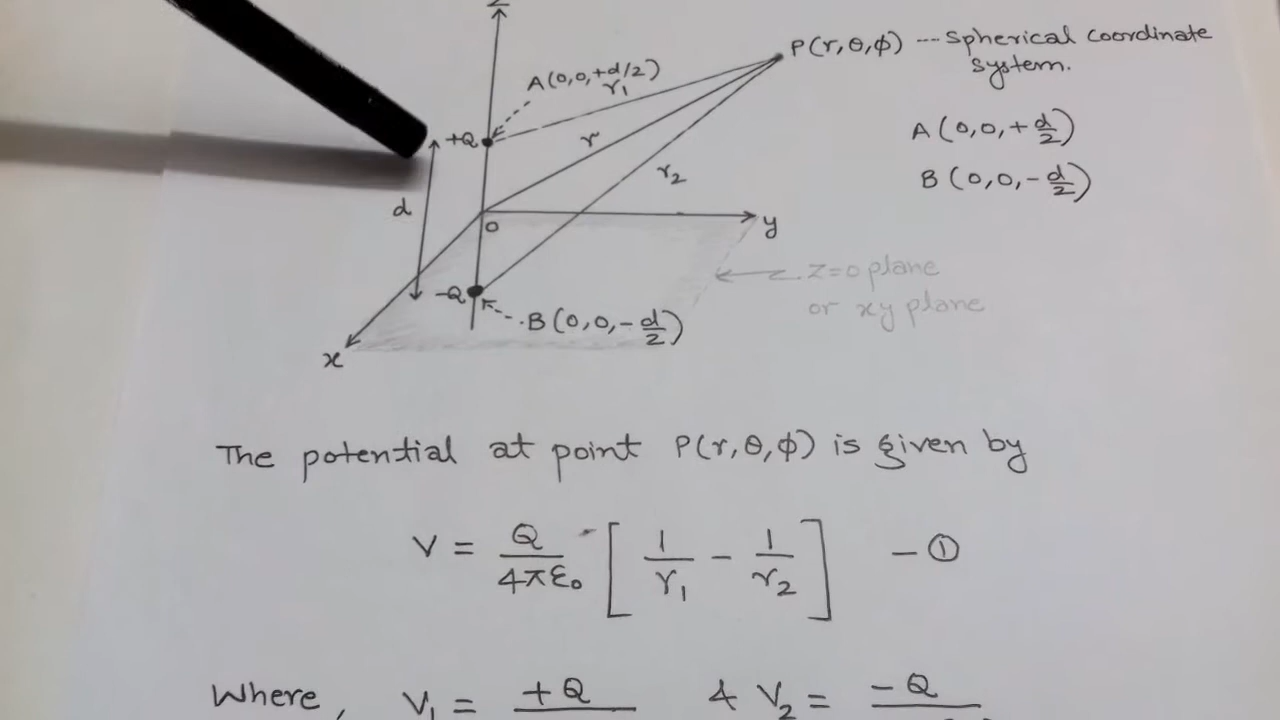 Z
P(r,θ,ϕ) --- Spherical coordinate
system.
A(0,0,+d/2)
r₁
A(0,0,+d/2)
+Q
r
r₂
B(0,0,-d/2)
d
O
y
z=0 plane
or xy plane
-Q
B(0,0,-d/2)
x
The potential at point P(r,θ,ϕ) is given by
V = Q/4πε₀ [1/r₁ - 1/r₂] - ①
Where, V₁ = +Q & V₂ = -Q